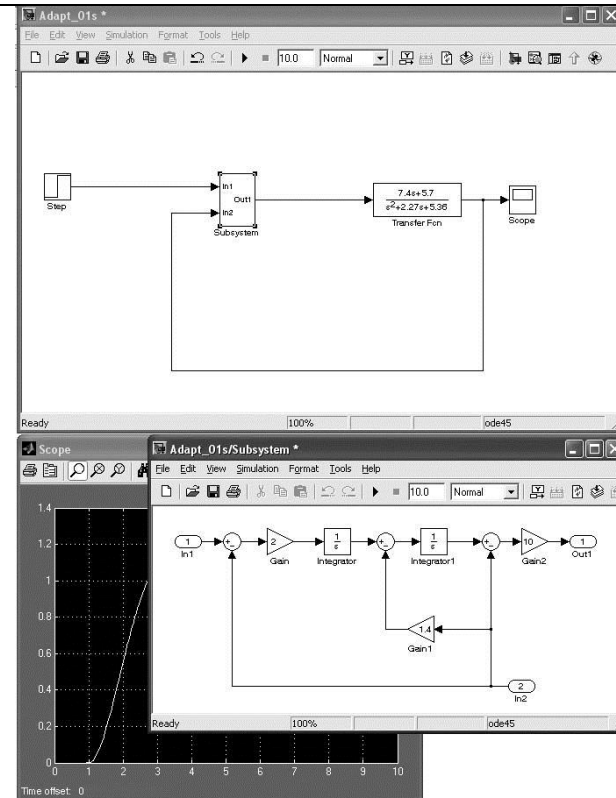 Adapt_01s *
File Edit View Simulation Format Tools Help
10.0 Normal
Step
In1
Out1
In2
Subsystem
7.4s+5.7
s2+2.27s+5.36
Transfer Fcn
Scope
Ready 100% ode45
Scope
Adapt_01s/Subsystem *
File Edit View Simulation Format Tools Help
10.0 Normal
1
In1
2
Gain
1
s
Integrator
1
s
Integrator1
10
Gain2
1
Out1
1.4
Gain1
2
In2
Ready 100% ode45
1.4
1.2
1
0.8
0.6
0.4
0.2
0
0 1 2 3 4 5 6 7 8 9 10
Time offset: 0